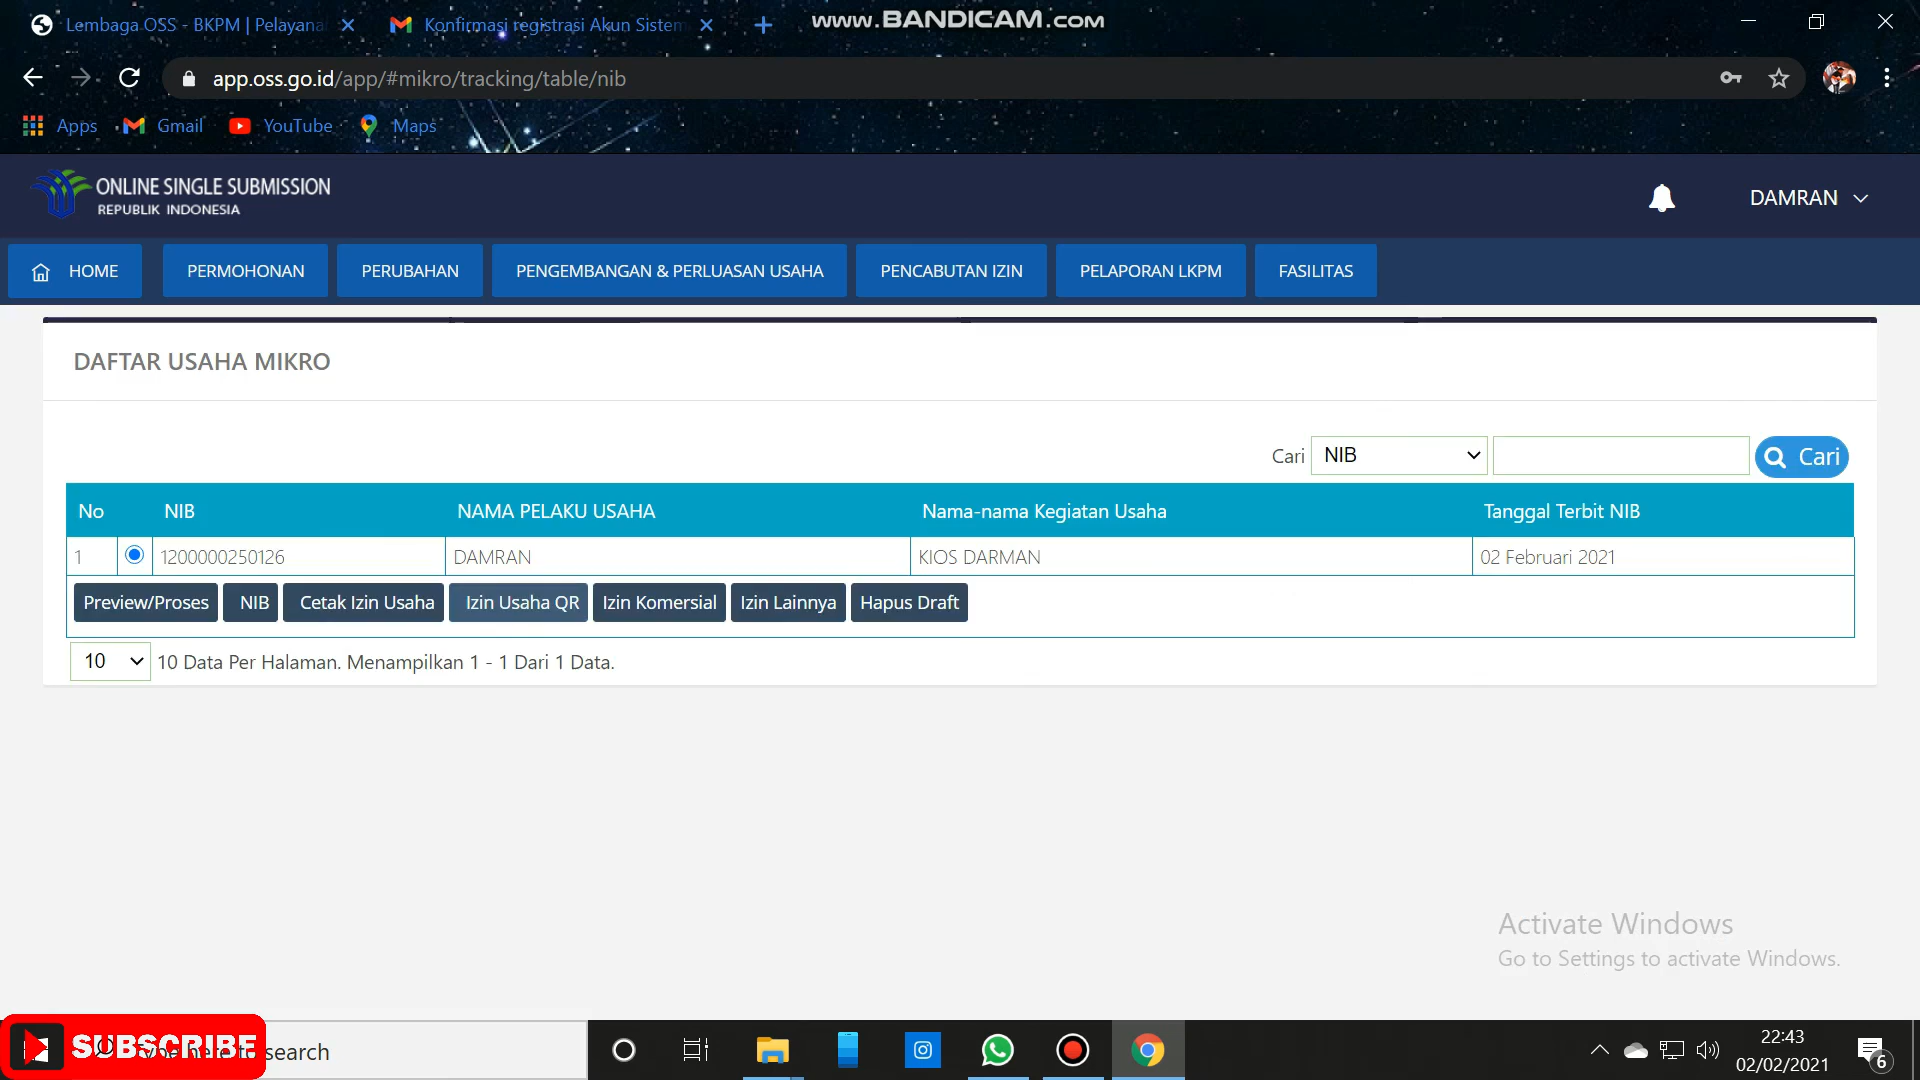 Lembaga OSS - BKPM | Pelayana
Konfirmasi registrasi Akun Sistem
www.BANDICAM.com
app.oss.go.id/app/#mikro/tracking/table/nib
Apps
Gmail
YouTube
Maps
ONLINE SINGLE SUBMISSION
REPUBLIK INDONESIA
DAMRAN
HOME
PERMOHONAN
PERUBAHAN
PENGEMBANGAN & PERLUASAN USAHA
PENCABUTAN IZIN
PELAPORAN LKPM
FASILITAS
DAFTAR USAHA MIKRO
Cari NIB Cari
No NIB NAMA PELAKU USAHA Nama-nama Kegiatan Usaha Tanggal Terbit NIB
1 1200000250126 DAMRAN KIOS DARMAN 02 Februari 2021
Preview/Proses NIB Cetak Izin Usaha Izin Usaha QR Izin Komersial Izin Lainnya Hapus Draft
10 10 Data Per Halaman. Menampilkan 1 - 1 Dari 1 Data.
Activate Windows
Go to Settings to activate Windows.
SUBSCRIBE
Type here to search
22:43
02/02/2021
6